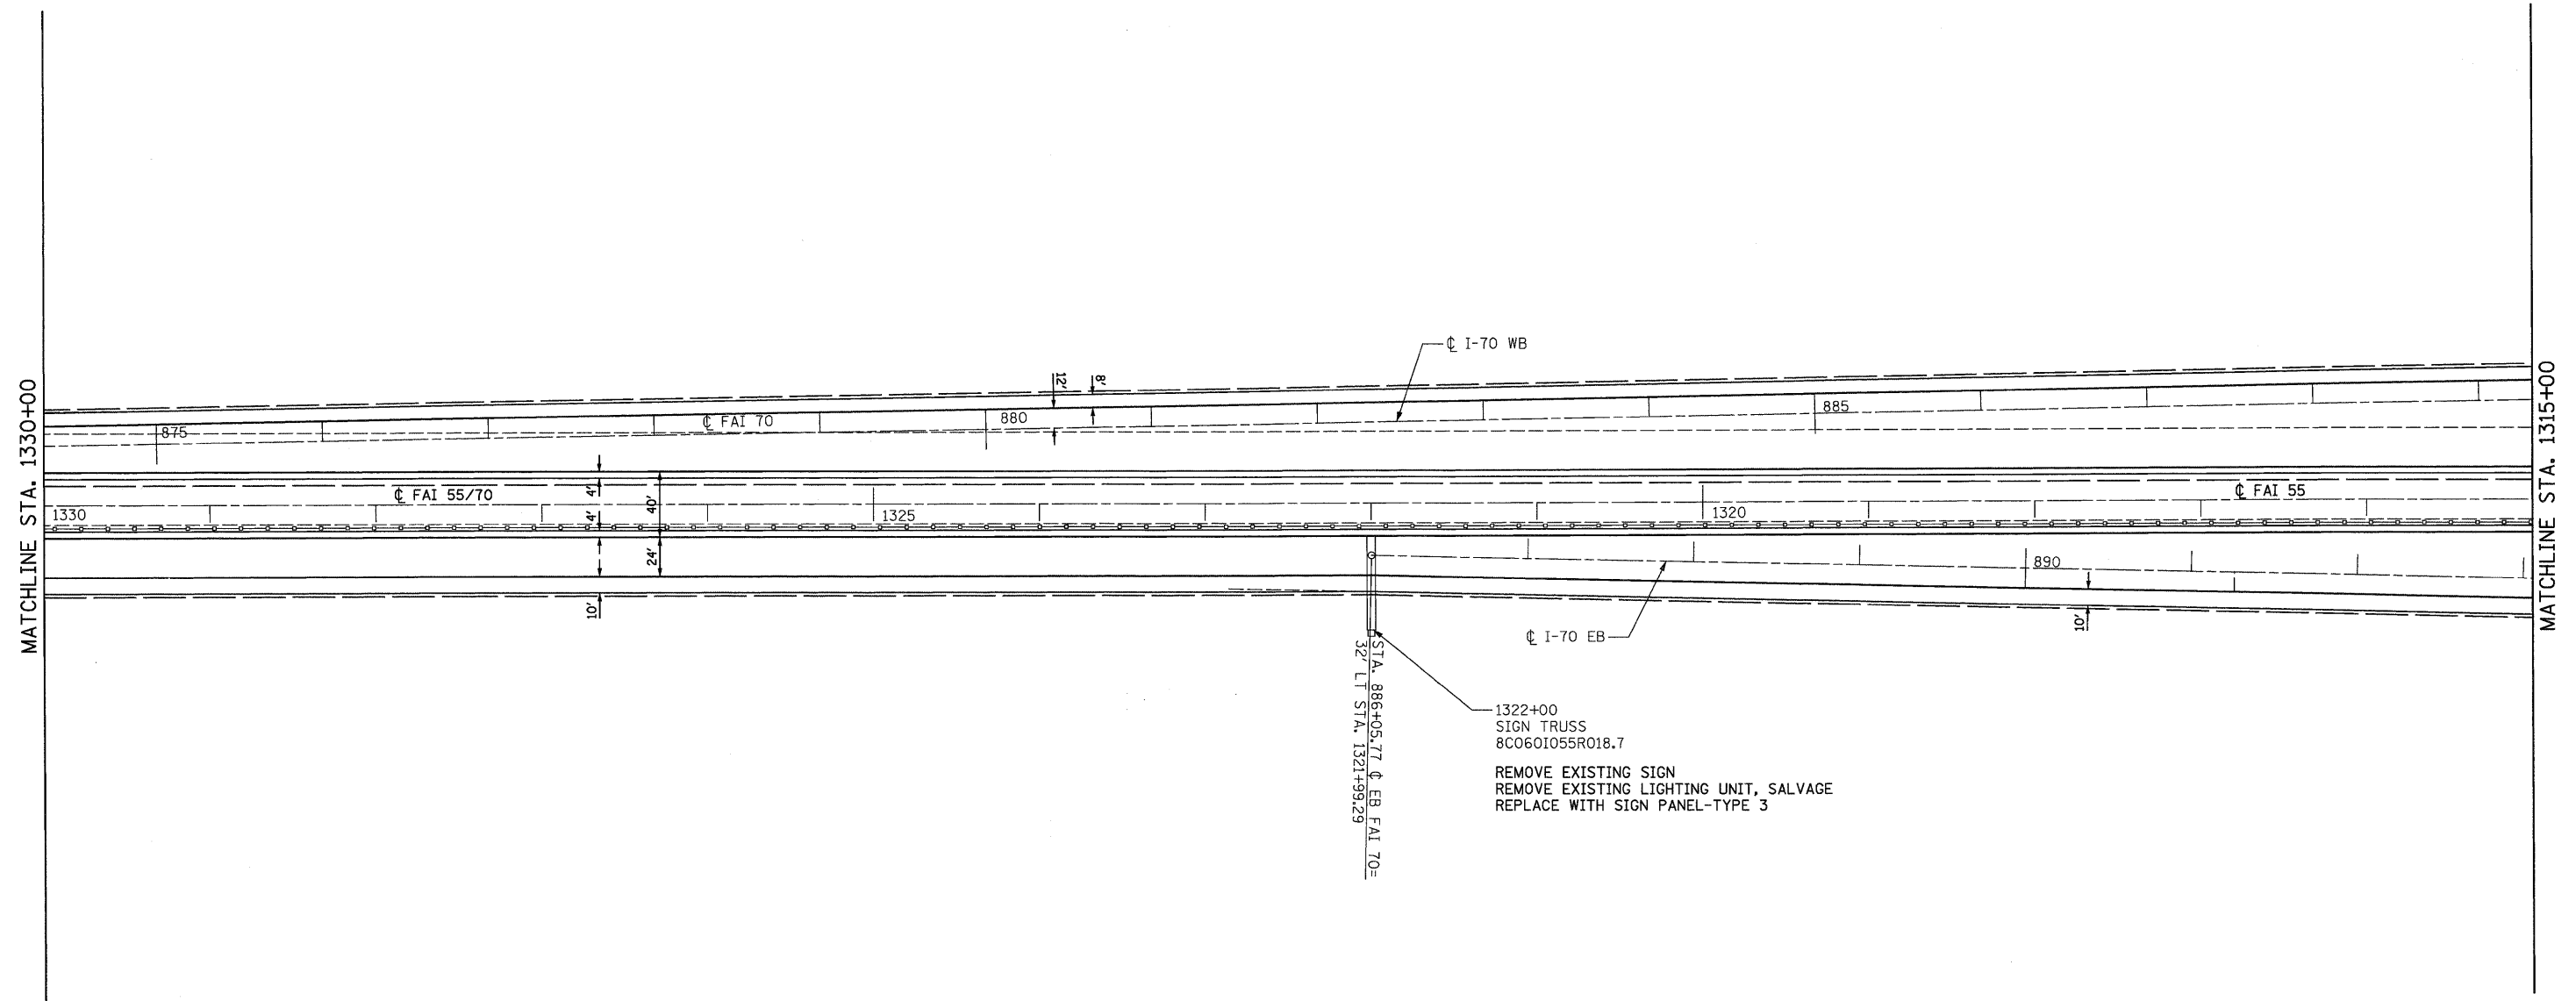 MATCHLINE STA. 1330+00
MATCHLINE STA. 1315+00
℄ I-70 WB
12'
8'
875
℄ FAI 70
880
885
℄ FAI 55/70
4'
40'
℄ FAI 55
1330
4'
1325
1320
24'
890
10'
10'
℄ I-70 EB
STA. 886+05.77 ℄ EB FAI 70=
32' LT STA. 1321+99.29
1322+00
SIGN TRUSS
8C060I055R018.7
REMOVE EXISTING SIGN
REMOVE EXISTING LIGHTING UNIT, SALVAGE
REPLACE WITH SIGN PANEL-TYPE 3